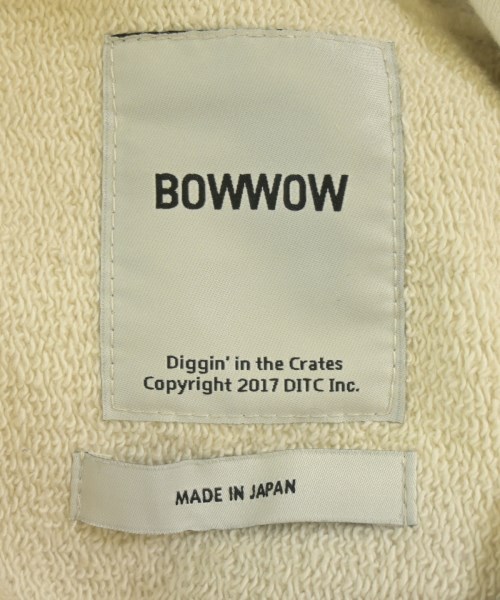 BOWWOW
Diggin' in the Crates
Copyright 2017 DITC Inc.
MADE IN JAPAN